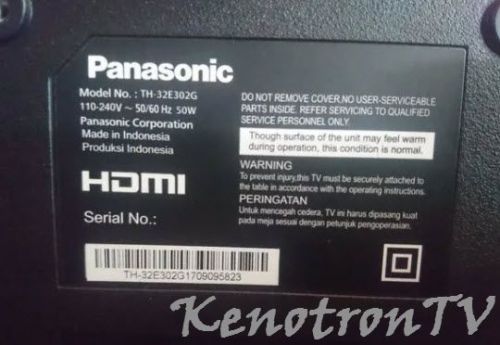 Panasonic
Model No. : TH-32E302G
110-240V ~ 50/60 Hz 50W
Panasonic Corporation
Made in Indonesia
Produksi Indonesia
HDMI
Serial No.:
TH-32E302G1709095823
DO NOT REMOVE COVER,NO USER-SERVICEABLE
PARTS INSIDE. REFER SERVICING TO QUALIFIED
SERVICE PERSONNEL ONLY.
Though surface of the unit may feel warm
during operation, this condition is normal.
WARNING
To prevent injury,this TV must be securely attached to
the table in accordance with the operating instructions.
PERINGATAN
Untuk mencegah cedera, TV ini harus dipasang kuat
pada meja sesuai dengan petunjuk pengoperasian.
KenotronTV